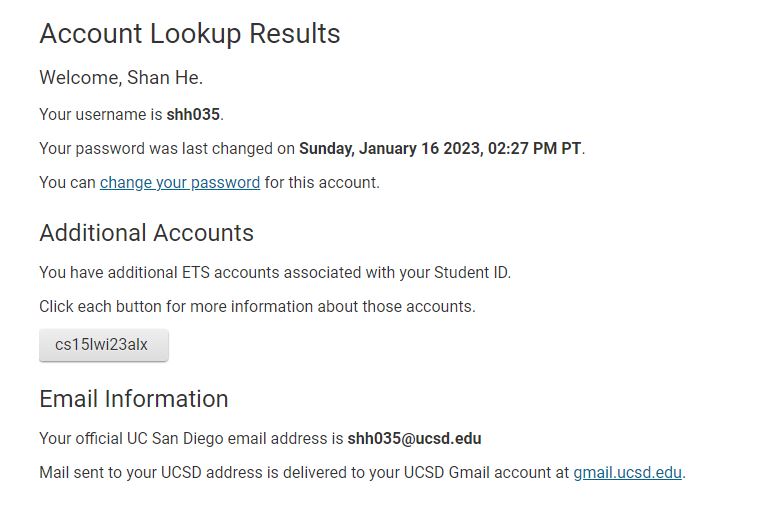 Account Lookup Results
Welcome, Shan He.
Your username is shh035.
Your password was last changed on Sunday, January 16 2023, 02:27 PM PT.
You can change your password for this account.
Additional Accounts
You have additional ETS accounts associated with your Student ID.
Click each button for more information about those accounts.
cs15lwi23alx
Email Information
Your official UC San Diego email address is shh035@ucsd.edu
Mail sent to your UCSD address is delivered to your UCSD Gmail account at gmail.ucsd.edu.